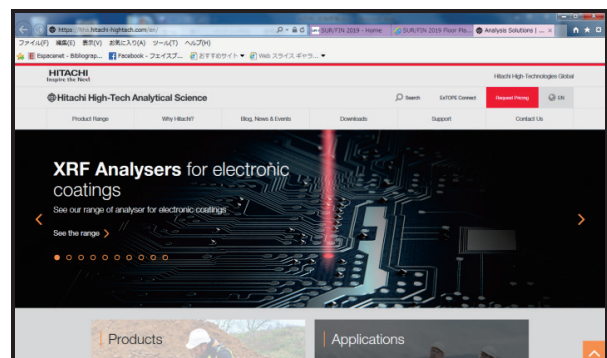 hitachi-hightech.com/en/
SUR/FIN 2019 - Home
SUR/FIN 2019 Floor Pla...
Analysis Solutions | ...
ファイル(F) 編集(E) 表示(V) お気に入り(A) ツール(T) ヘルプ(H)
Espacenet - Bibliograp...
Facebook - フェイスブ...
おすすめサイト
Web スライス ギャラ...
HITACHI
Inspire the Next
Hitachi High-Technologies Global
Hitachi High-Tech Analytical Science
Search
ExTOPE Connect
Request Pricing
EN
Product Range
Why Hitachi?
Blog, News & Events
Downloads
Support
Contact Us
XRF Analysers for electronic
coatings
See our range of analyser for electronic coatings
See the range
Products
Applications